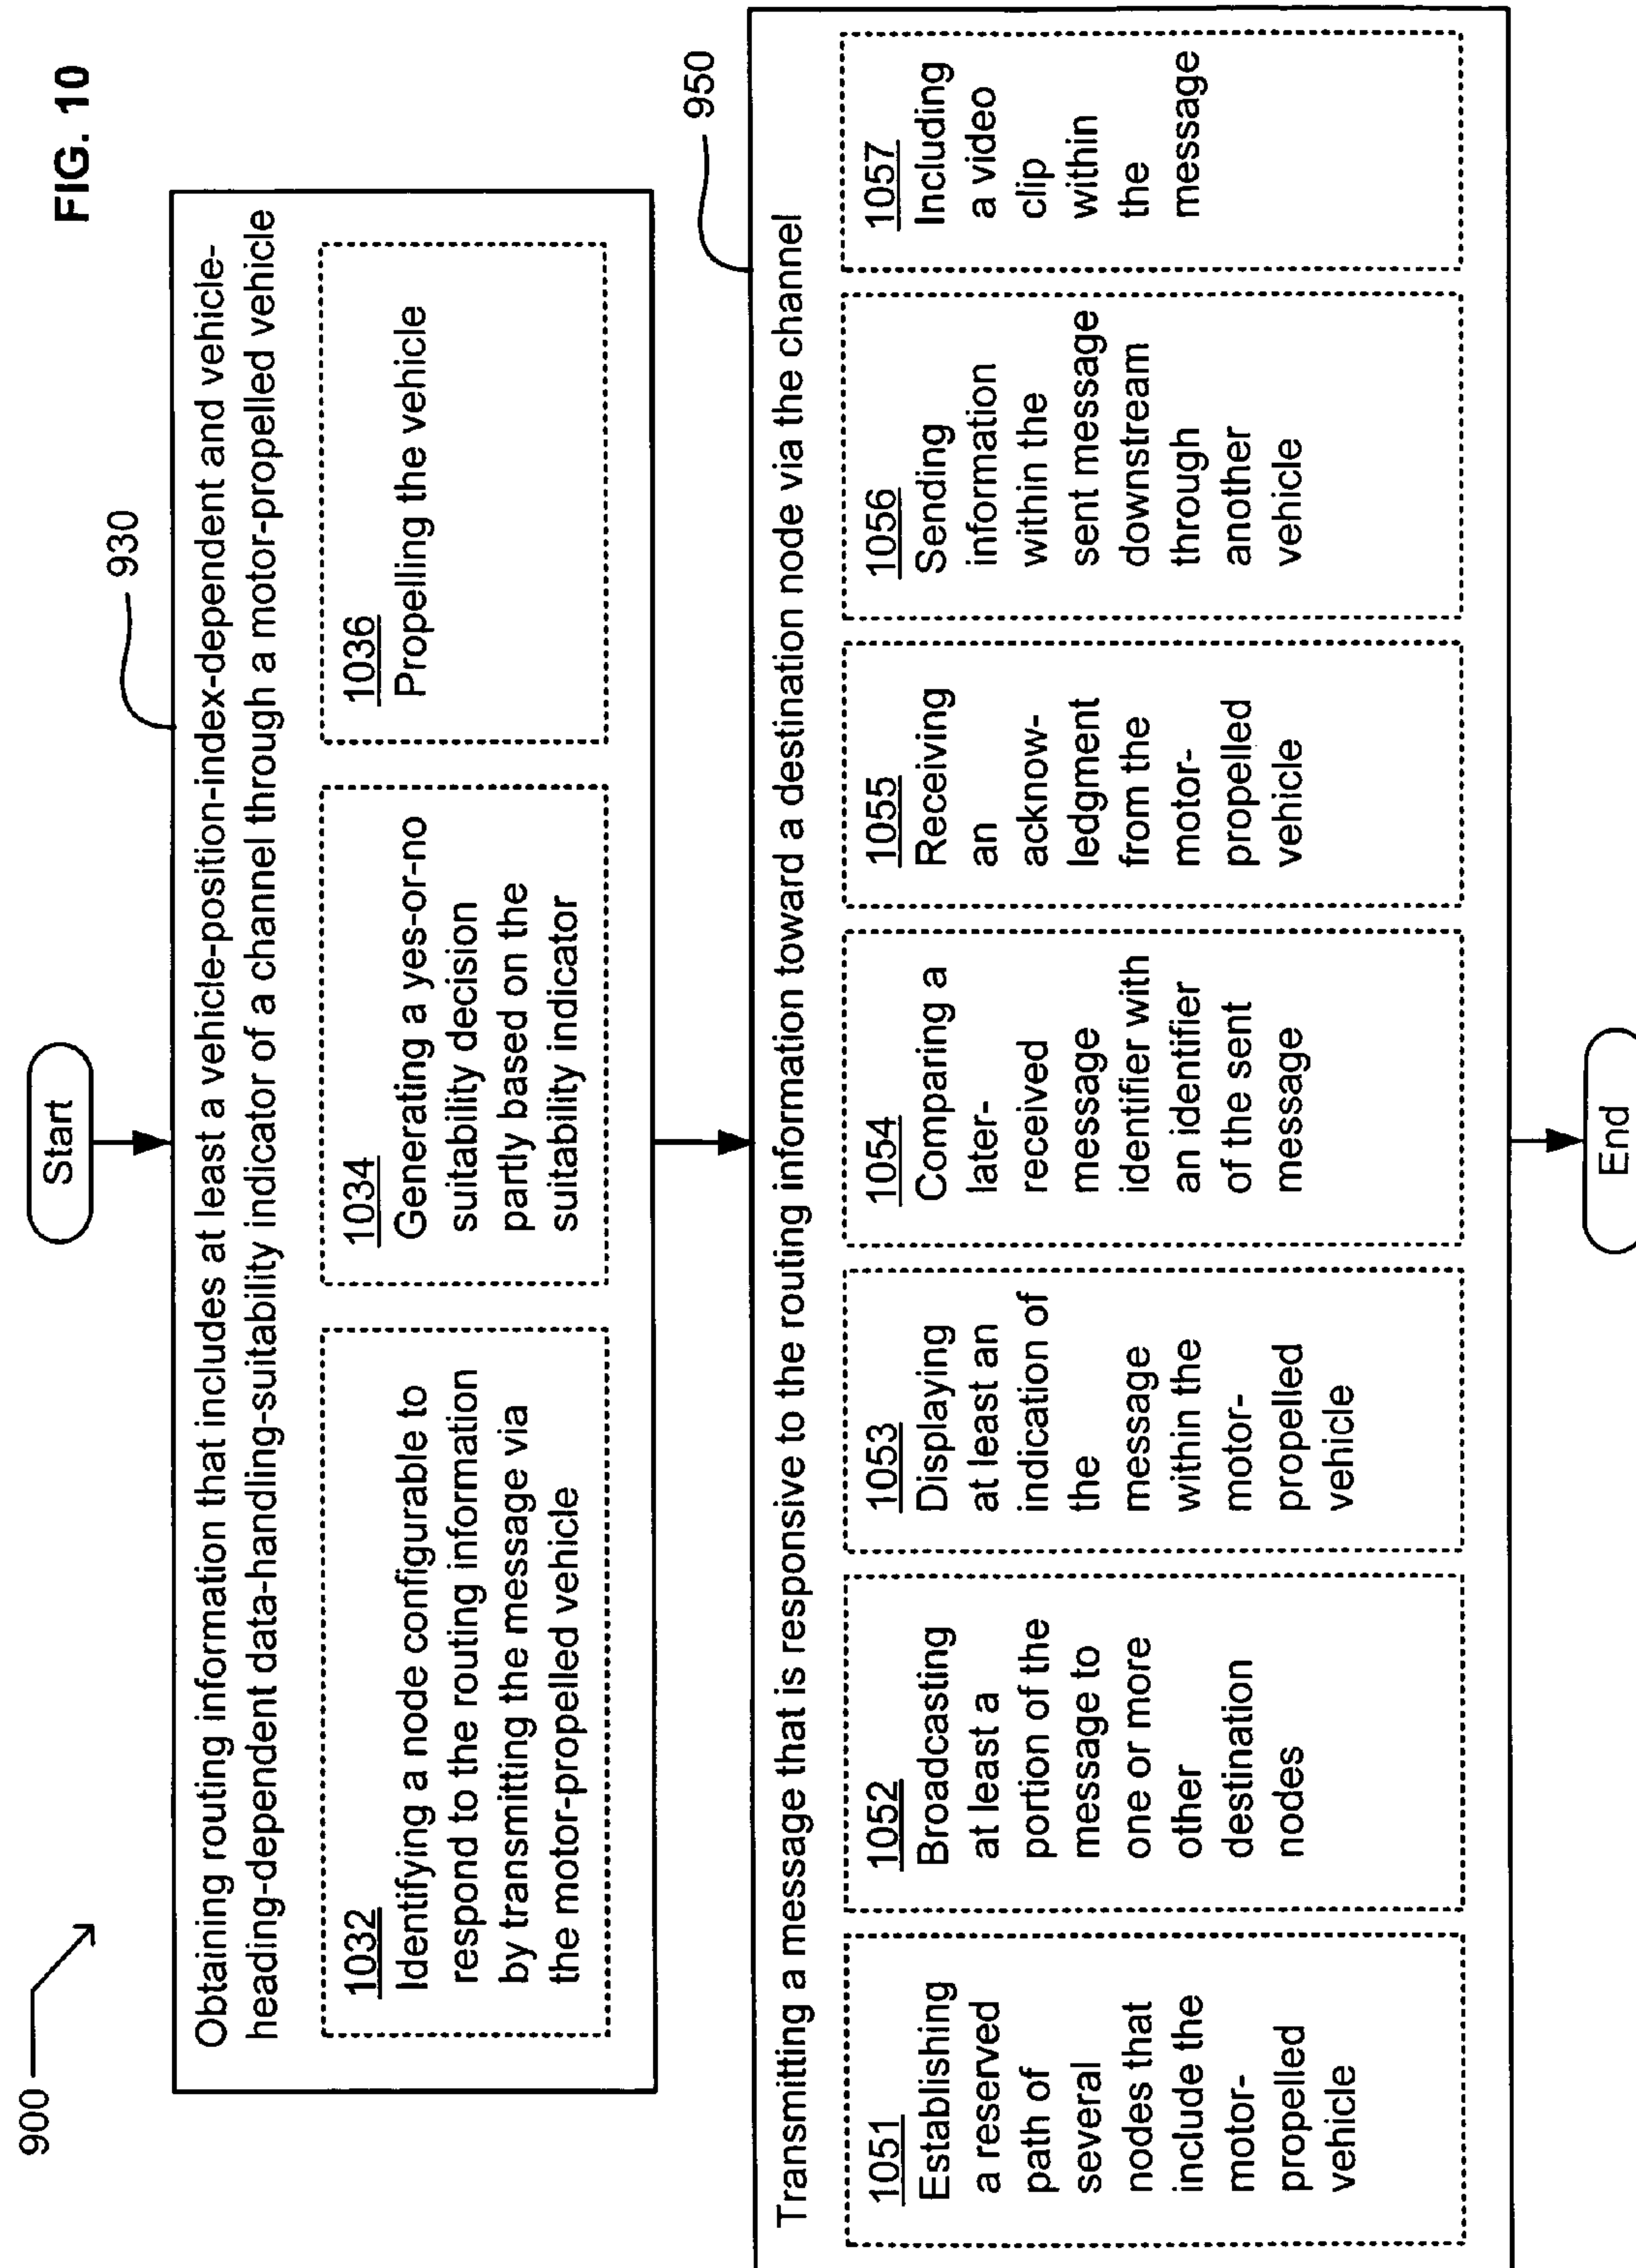 900
FIG. 10
Start
930
Obtaining routing information that includes at least a vehicle-position-index-dependent and vehicle-
heading-dependent data-handling-suitability indicator of a channel through a motor-propelled vehicle
1032
Identifying a node configurable to
respond to the routing information
by transmitting the message via
the motor-propelled vehicle
1034
Generating a yes-or-no
suitability decision
partly based on the
suitability indicator
1036
Propelling the vehicle
950
Transmitting a message that is responsive to the routing information toward a destination node via the channel
1051
Establishing
a reserved
path of
several
nodes that
include the
motor-
propelled
vehicle
1052
Broadcasting
at least a
portion of the
message to
one or more
other
destination
nodes
1053
Displaying
at least an
indication of
the
message
within the
motor-
propelled
vehicle
1054
Comparing a
later-
received
message
identifier with
an identifier
of the sent
message
1055
Receiving
an
acknow-
ledgment
from the
motor-
propelled
vehicle
1056
Sending
information
within the
sent message
downstream
through
another
vehicle
1057
Including
a video
clip
within
the
message
End